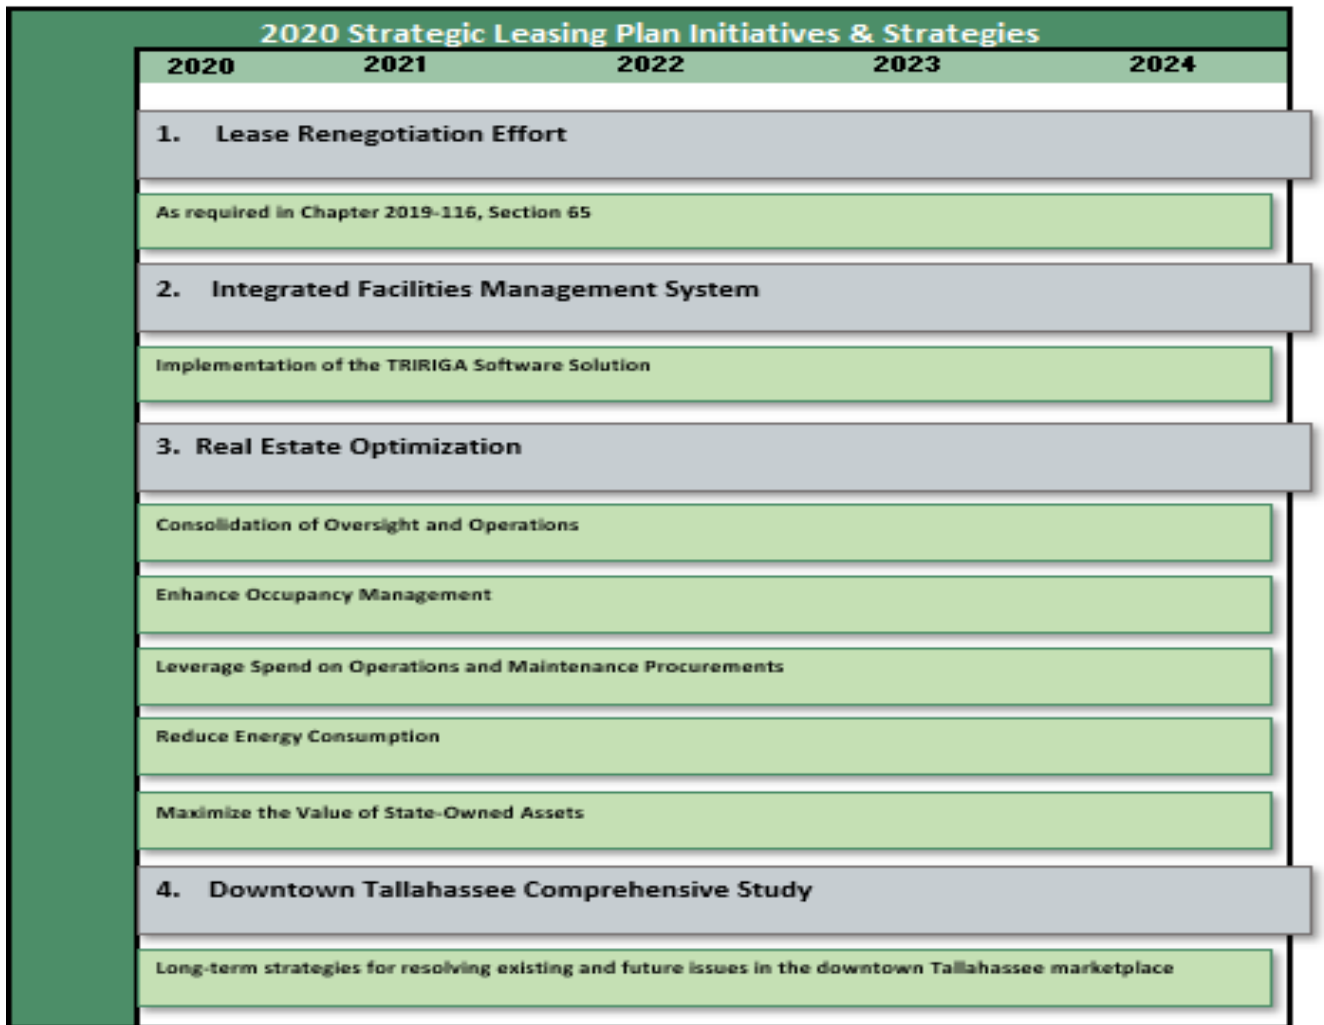 2020 Strategic Leasing Plan Initiatives & Strategies
2020 2021 2022 2023 2024
1. Lease Renegotiation Effort
As required in Chapter 2019-116, Section 65
2. Integrated Facilities Management System
Implementation of the TRIRIGA Software Solution
3. Real Estate Optimization
Consolidation of Oversight and Operations
Enhance Occupancy Management
Leverage Spend on Operations and Maintenance Procurements
Reduce Energy Consumption
Maximize the Value of State-Owned Assets
4. Downtown Tallahassee Comprehensive Study
Long-term strategies for resolving existing and future issues in the downtown Tallahassee marketplace